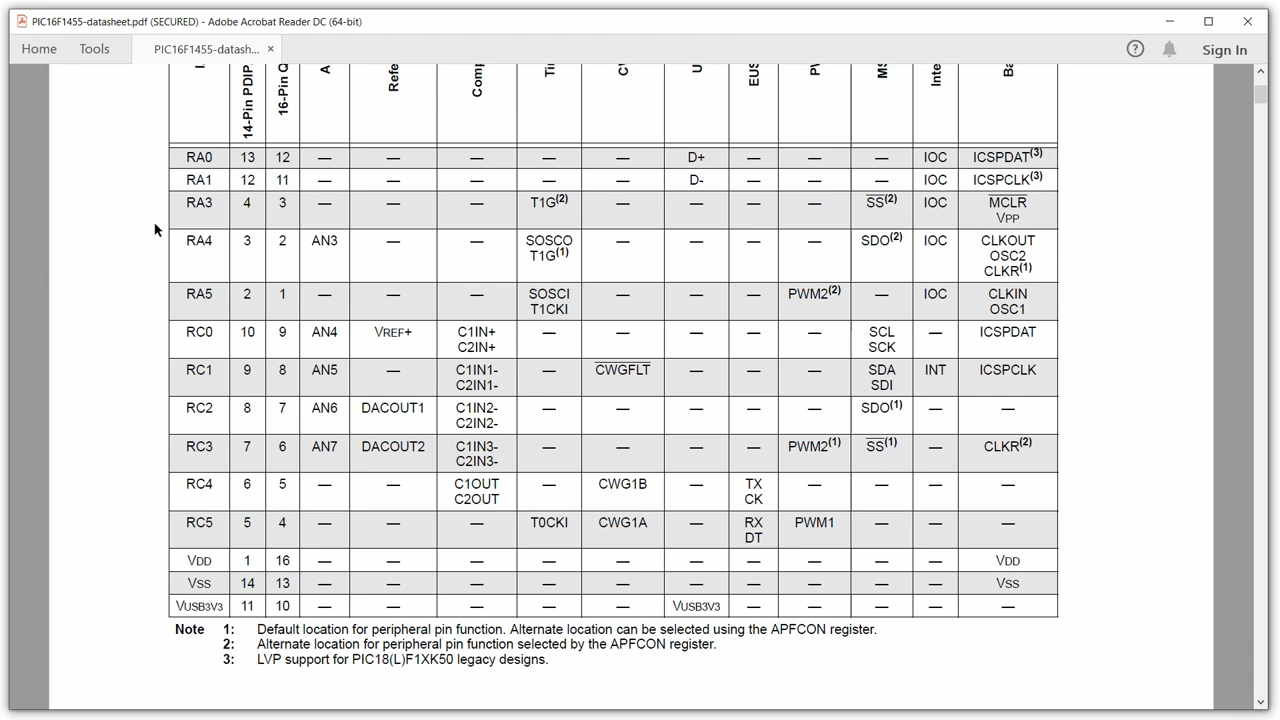 PIC16F1455-datasheet.pdf (SECURED) - Adobe Acrobat Reader DC (64-bit)
Home Tools PIC16F1455-datash... × ? Sign In
14-Pin PDIP, 16-Pin Q A Refe Comp Ti CV U EUS PV MS Inte Ba
RA0 13 12 — — — — — D+ — — — IOC ICSPDAT(3)
RA1 12 11 — — — — — D- — — — IOC ICSPCLK(3)
RA3 4 3 — — — T1G(2) — — — — SS(2) IOC MCLR
VPP
RA4 3 2 AN3 — — SOSCO — — — — SDO(2) IOC CLKOUT
T1G(1) OSC2
CLKR(1)
RA5 2 1 — — — SOSCI — — — PWM2(2) — IOC CLKIN
T1CKI OSC1
RC0 10 9 AN4 VREF+ C1IN+ — — — — — SCL — ICSPDAT
C2IN+ SCK
RC1 9 8 AN5 — C1IN1- — CWGFLT — — — SDA INT ICSPCLK
C2IN1- SDI
RC2 8 7 AN6 DACOUT1 C1IN2- — — — — — SDO(1) — —
C2IN2-
RC3 7 6 AN7 DACOUT2 C1IN3- — — — — PWM2(1) SS(1) — CLKR(2)
C2IN3-
RC4 6 5 — — C1OUT — CWG1B — TX — — — —
C2OUT CK
RC5 5 4 — — — T0CKI CWG1A — RX PWM1 — — —
DT
VDD 1 16 — — — — — — — — — — VDD
VSS 14 13 — — — — — — — — — — VSS
VUSB3V3 11 10 — — — — — VUSB3V3 — — — — —
Note 1: Default location for peripheral pin function. Alternate location can be selected using the APFCON register.
2: Alternate location for peripheral pin function selected by the APFCON register.
3: LVP support for PIC18(L)F1XK50 legacy designs.